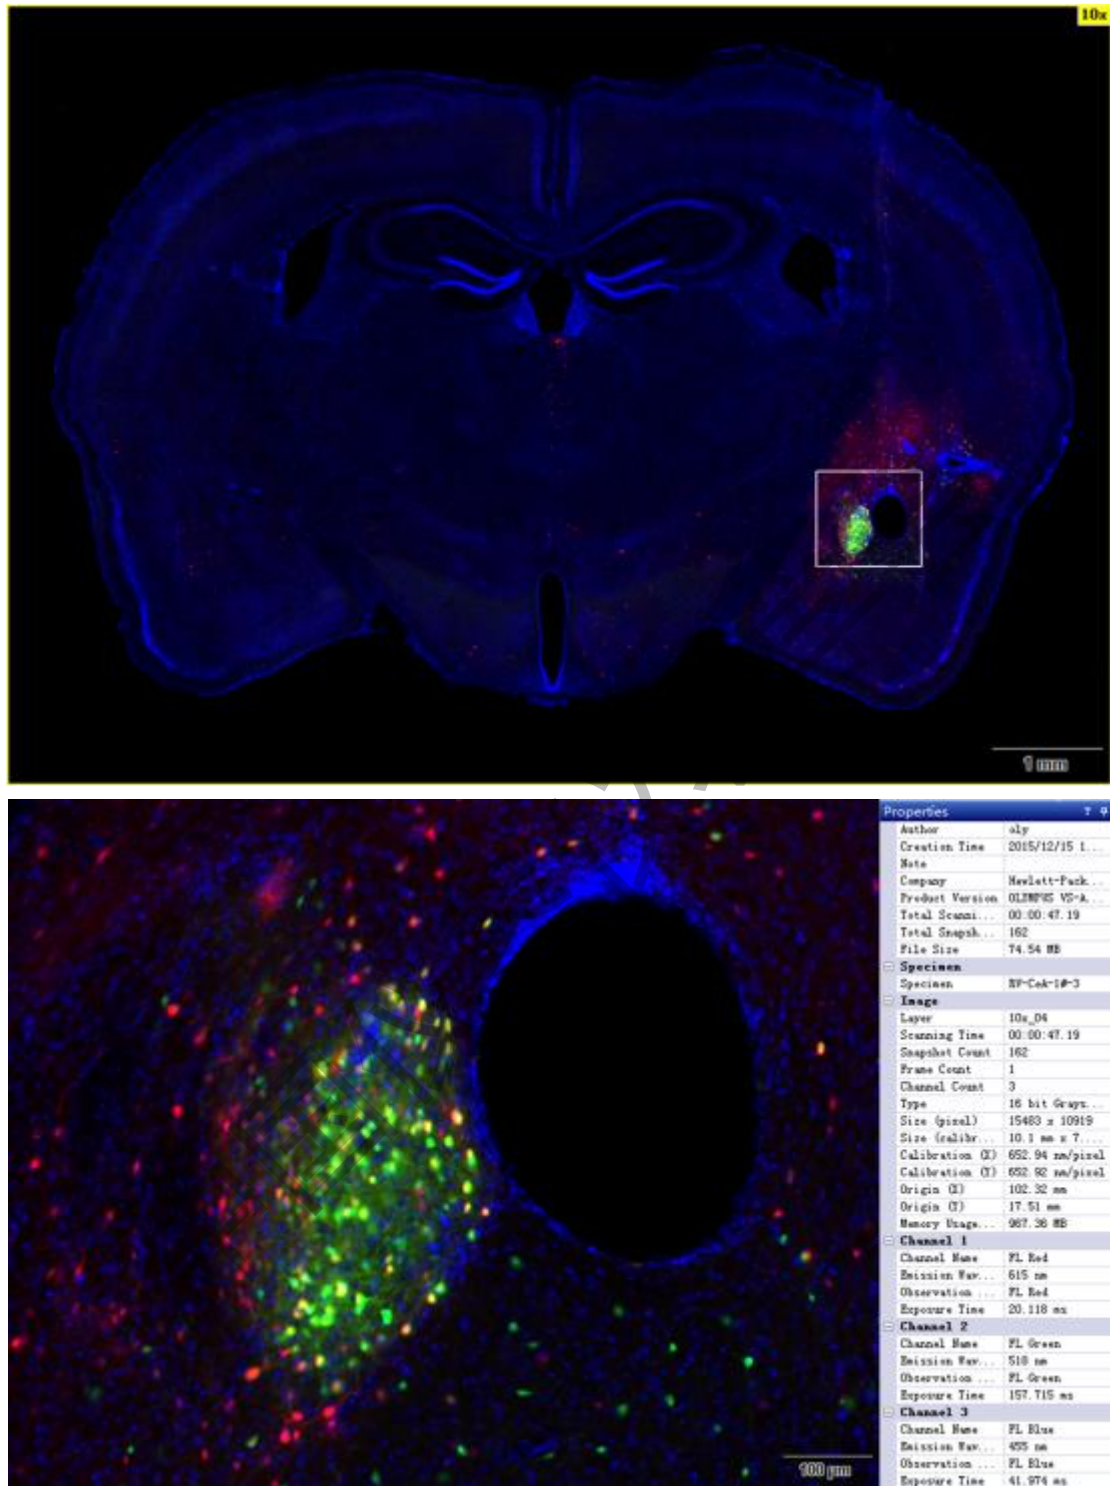 10x
1 mm
100 µm
Properties
Author oly
Creation Time 2015/12/15 1...
Note
Company Hewlett-Pack...
Product Version OLIMPUS VS-A...
Total Scanni... 00:00:47.19
Total Snapsh... 162
File Size 74.54 MB
Specimen
Specimen
Image
Layer 10x_04
Scanning Time 00:00:47.19
Snapshot Count 162
Frame Count 1
Channel Count 3
Type 16 bit Grays...
Size (pixel) 15483 x 10919
Size (calibr... 10.1 mm x 7....
Calibration (X) 652.94 nm/pixel
Calibration (Y) 652.92 nm/pixel
Origin (X) 102.32 mm
Origin (Y) 17.51 mm
Memory Usage... 967.36 MB
Channel 1
Channel Name FL Red
Emission Wav... 615 nm
Observation ... FL Red
Exposure Time 20.118 ms
Channel 2
Channel Name FL Green
Emission Wav... 518 nm
Observation ... FL Green
Exposure Time 157.715 ms
Channel 3
Channel Name FL Blue
Emission Wav... 455 nm
Observation ... FL Blue
Exposure Time 41.974 ms